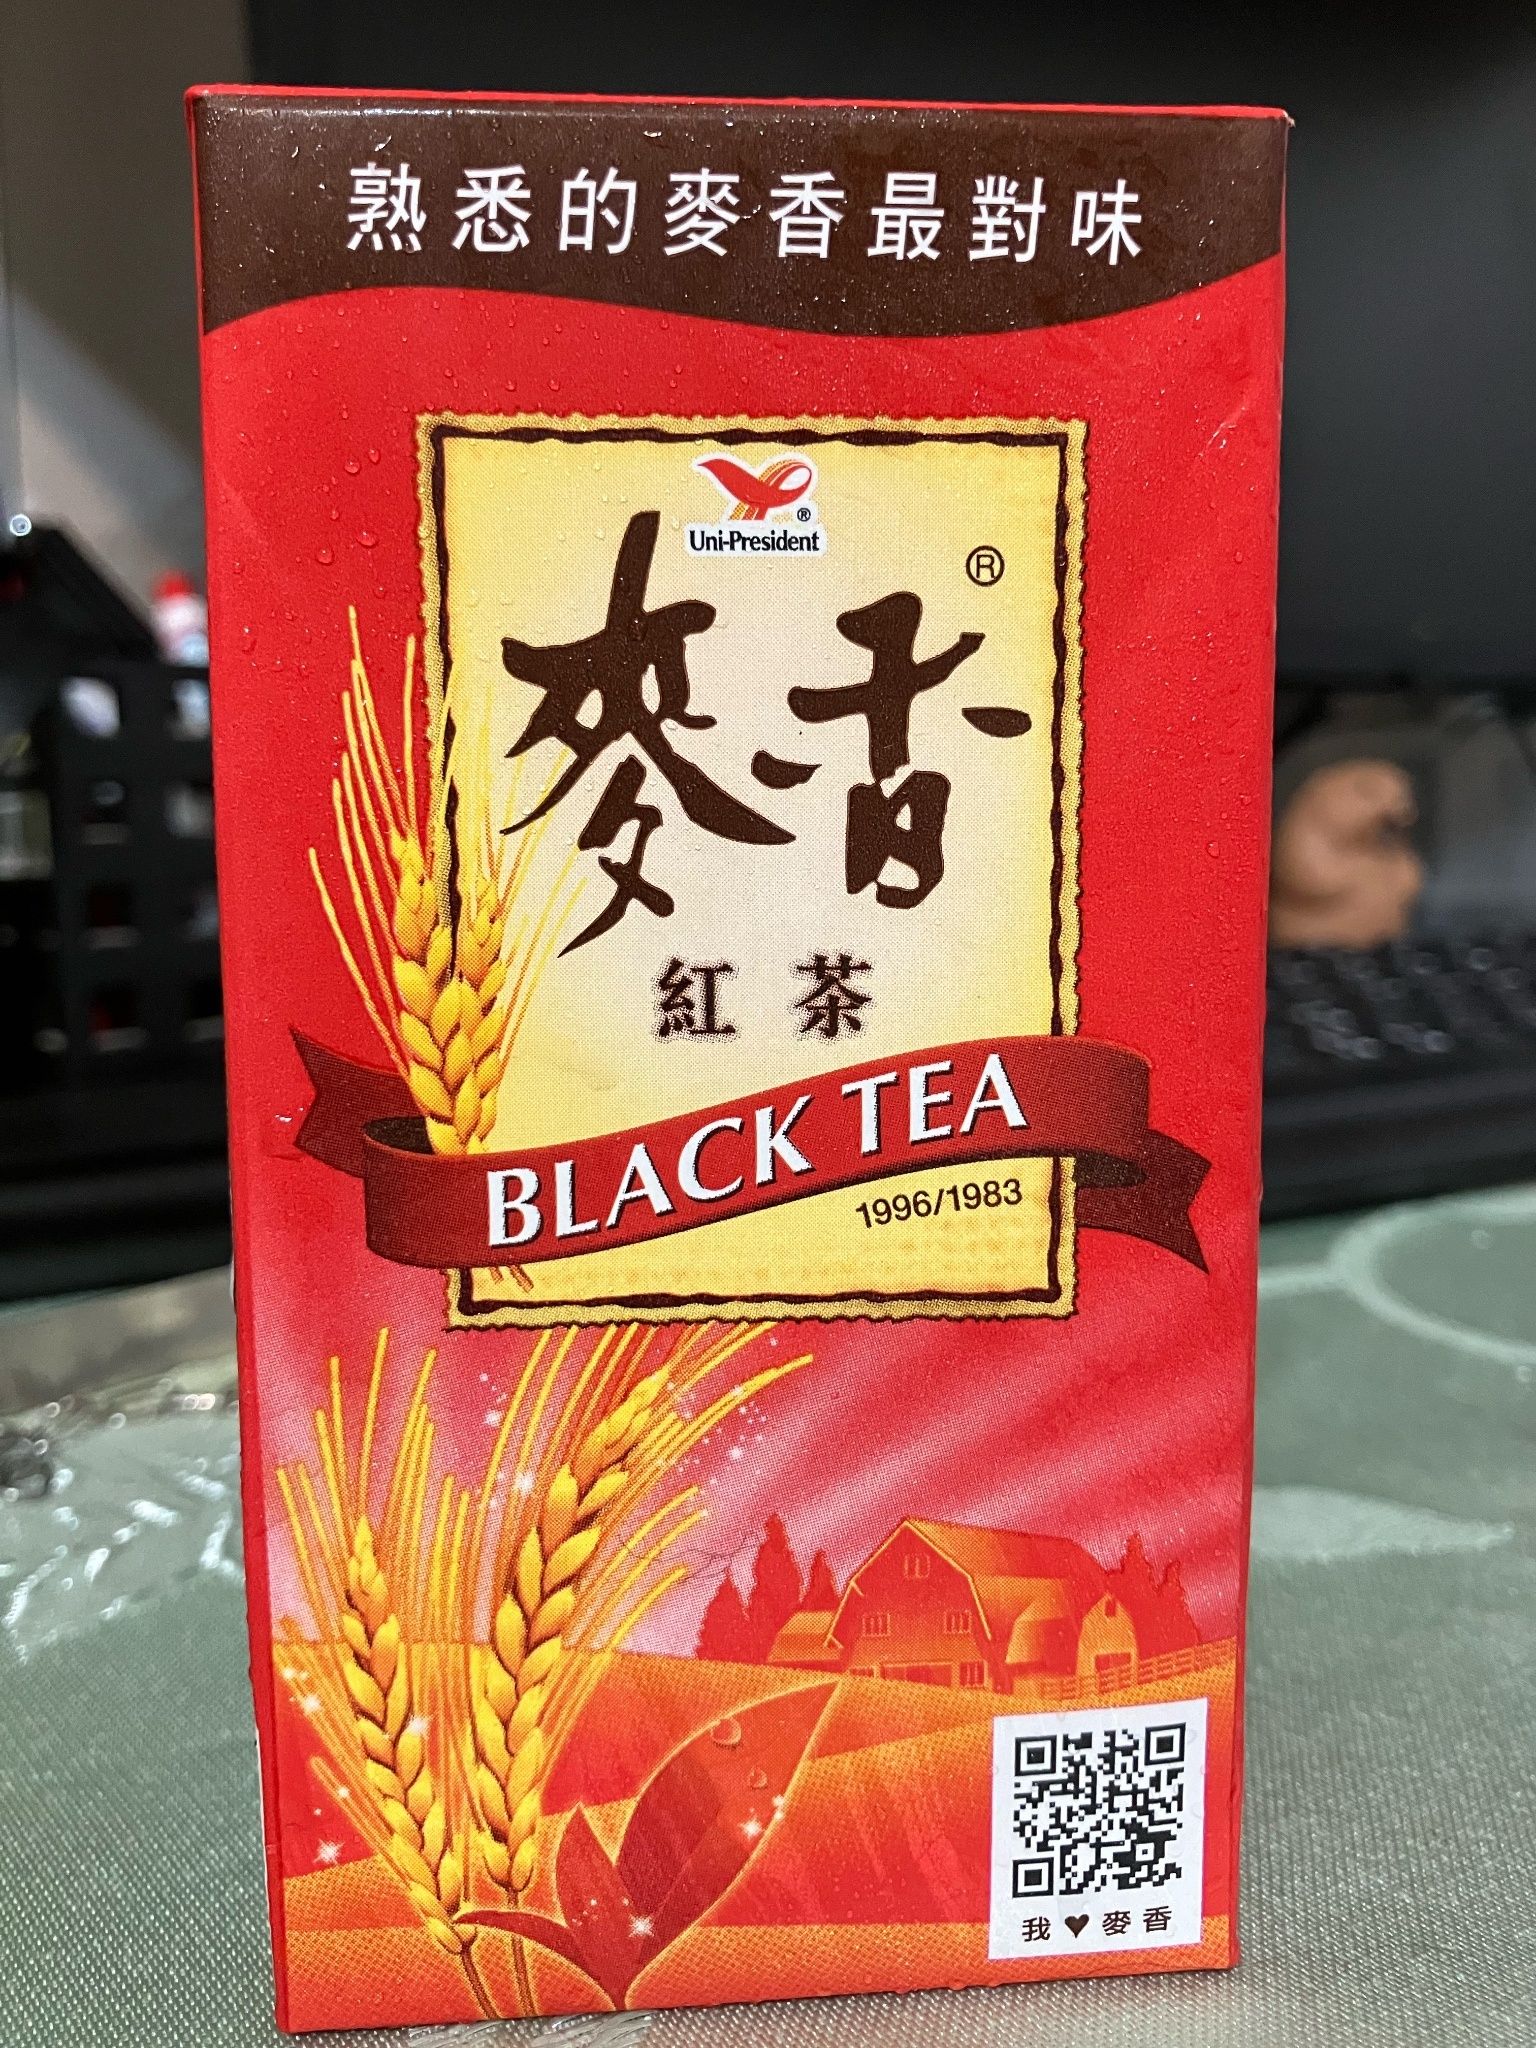 熟悉的麥香最對味
Uni-President®
麥香®
紅茶
BLACK TEA
1996/1983
我♥麥香